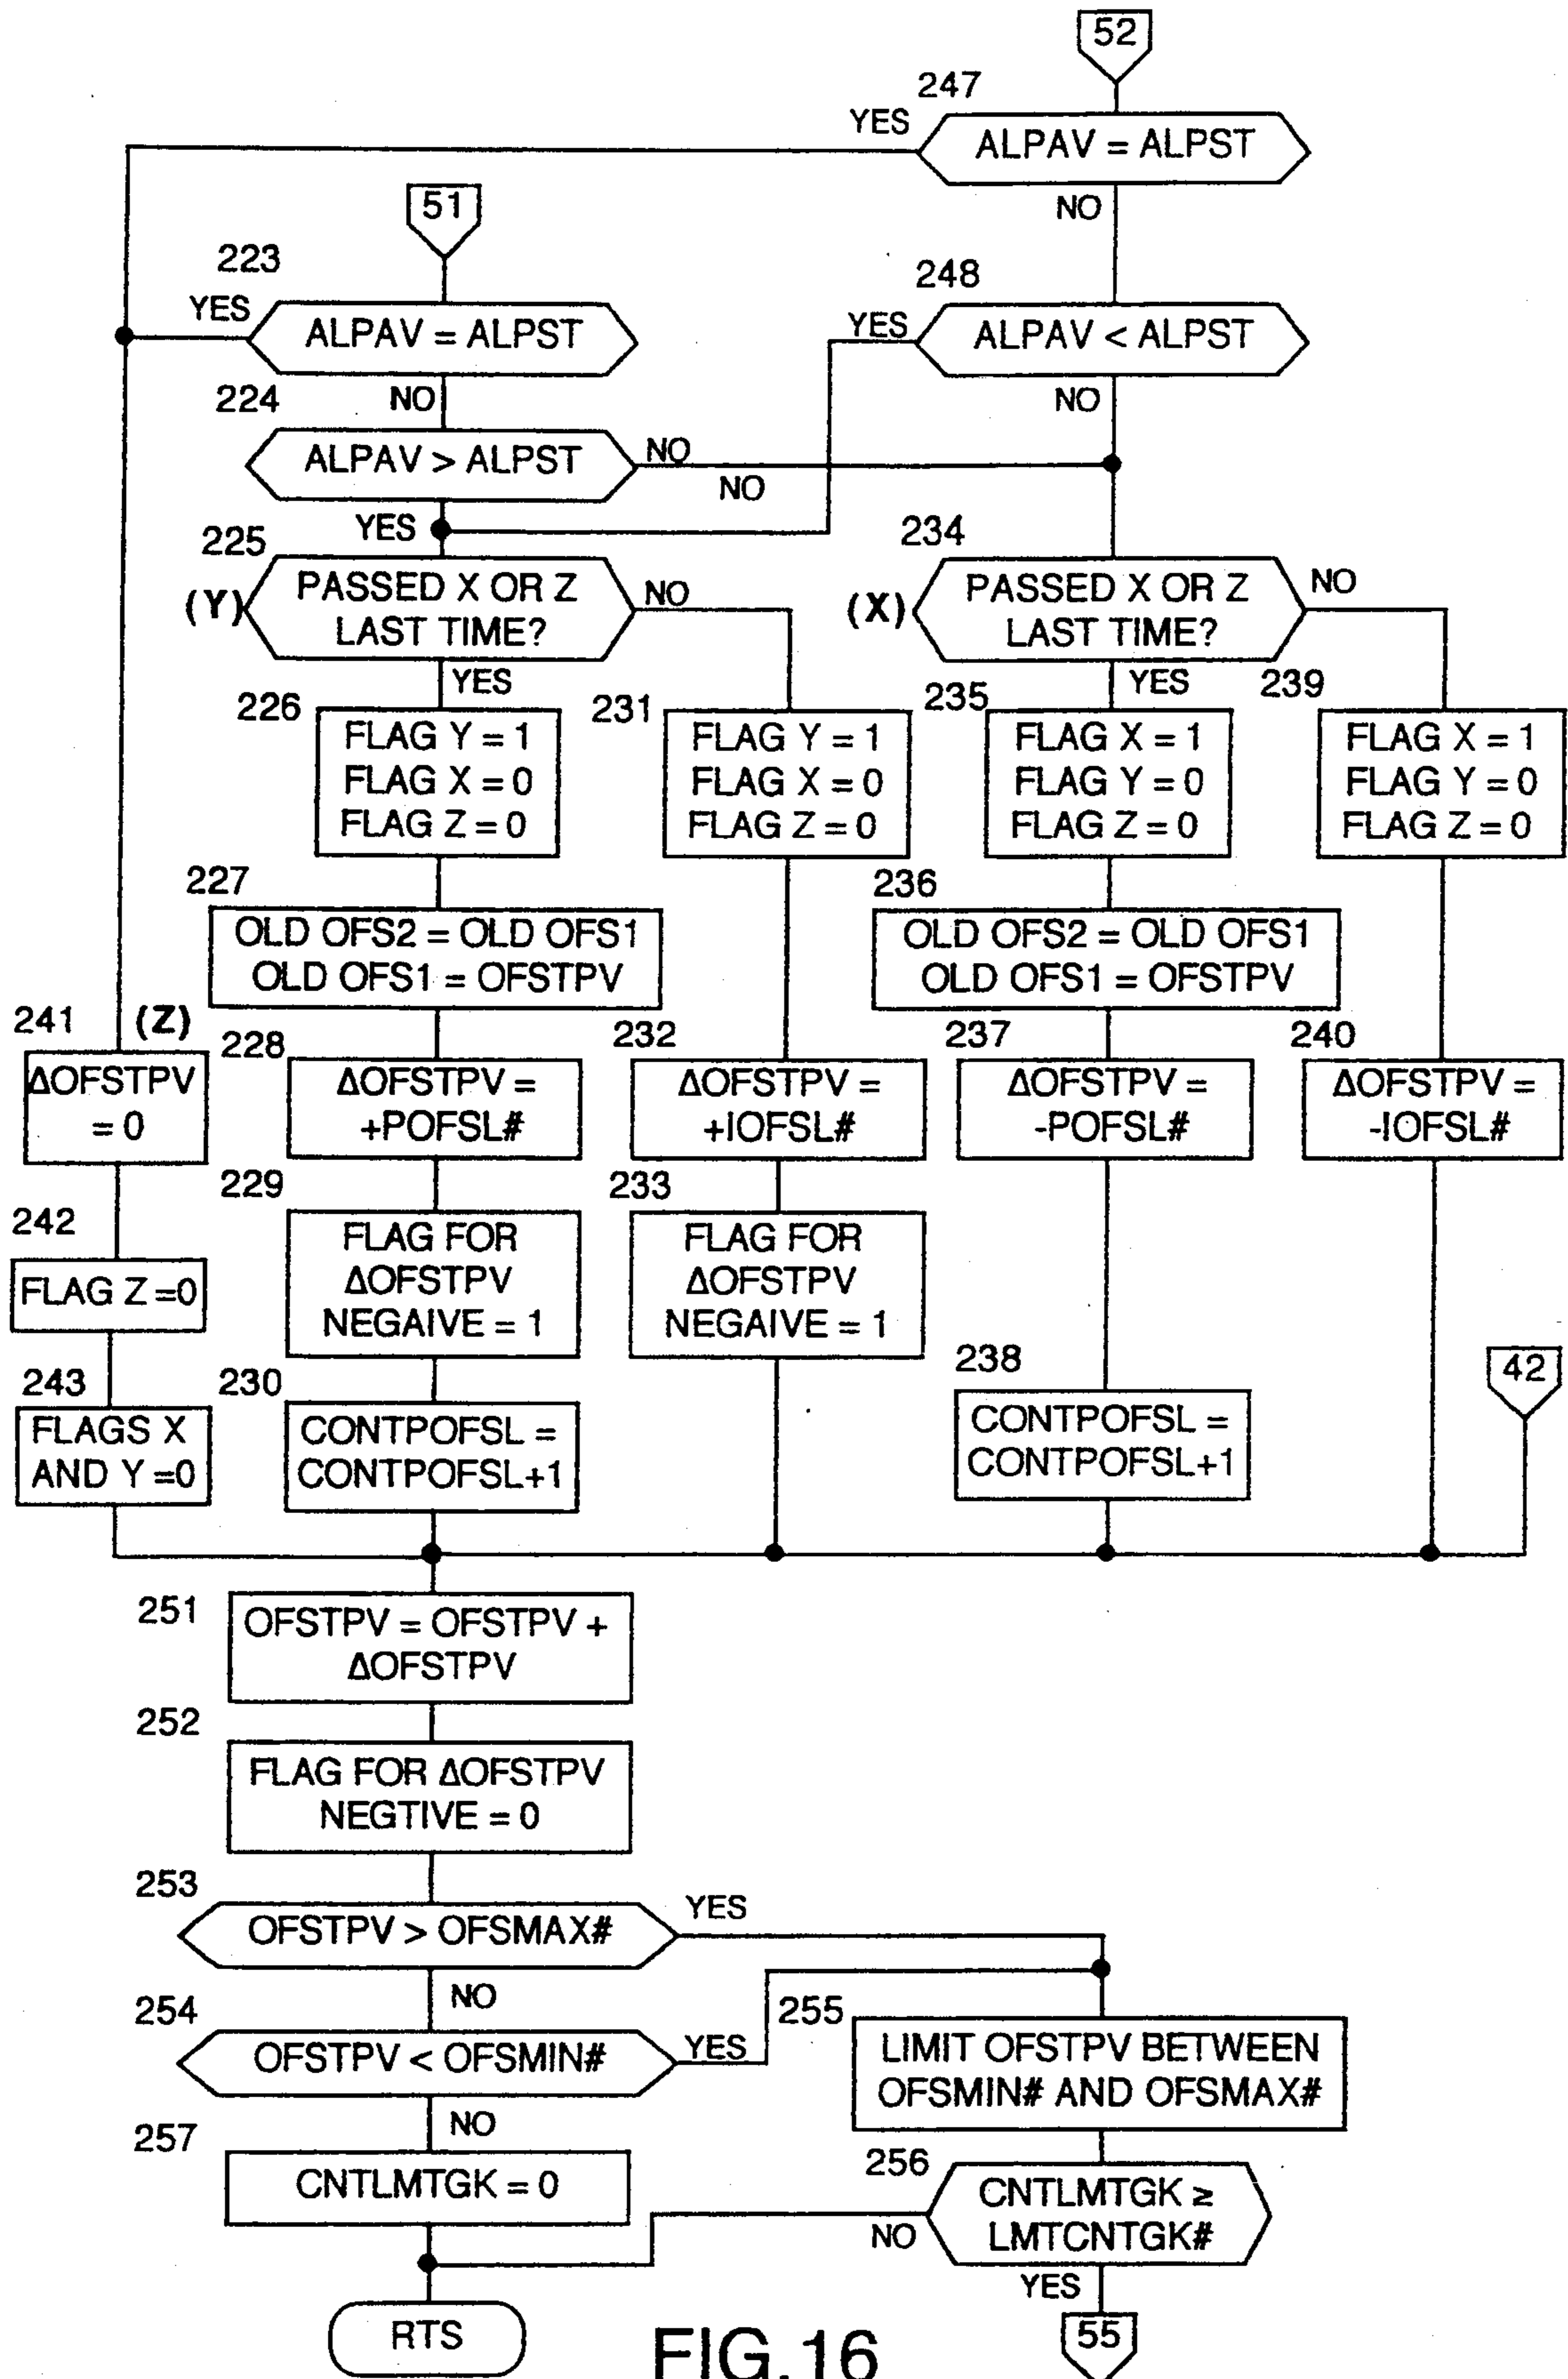 52
247
YES
ALPAV = ALPST
NO
51
223
YES
ALPAV = ALPST
248
YES
ALPAV < ALPST
NO
224
NO
ALPAV > ALPST
NO
NO
YES
225
(Y)
PASSED X OR Z
LAST TIME?
NO
YES
234
(X)
PASSED X OR Z
LAST TIME?
NO
YES
226
FLAG Y = 1
FLAG X = 0
FLAG Z = 0
231
FLAG Y = 1
FLAG X = 0
FLAG Z = 0
235
FLAG X = 1
FLAG Y = 0
FLAG Z = 0
239
FLAG X = 1
FLAG Y = 0
FLAG Z = 0
227
OLD OFS2 = OLD OFS1
OLD OFS1 = OFSTPV
236
OLD OFS2 = OLD OFS1
OLD OFS1 = OFSTPV
241
(Z)
ΔOFSTPV
= 0
228
ΔOFSTPV =
+POFSL#
232
ΔOFSTPV =
+IOFSL#
237
ΔOFSTPV =
-POFSL#
240
ΔOFSTPV =
-IOFSL#
242
FLAG Z =0
229
FLAG FOR
ΔOFSTPV
NEGAIVE = 1
233
FLAG FOR
ΔOFSTPV
NEGAIVE = 1
243
FLAGS X
AND Y =0
230
CONTPOFSL =
CONTPOFSL+1
238
CONTPOFSL =
CONTPOFSL+1
42
251
OFSTPV = OFSTPV +
ΔOFSTPV
252
FLAG FOR ΔOFSTPV
NEGTIVE = 0
253
OFSTPV > OFSMAX#
YES
NO
254
OFSTPV < OFSMIN#
YES
NO
255
LIMIT OFSTPV BETWEEN
OFSMIN# AND OFSMAX#
257
CNTLMTGK = 0
256
CNTLMTGK ≥
LMTCNTGK#
NO
YES
RTS
55
FIG.16